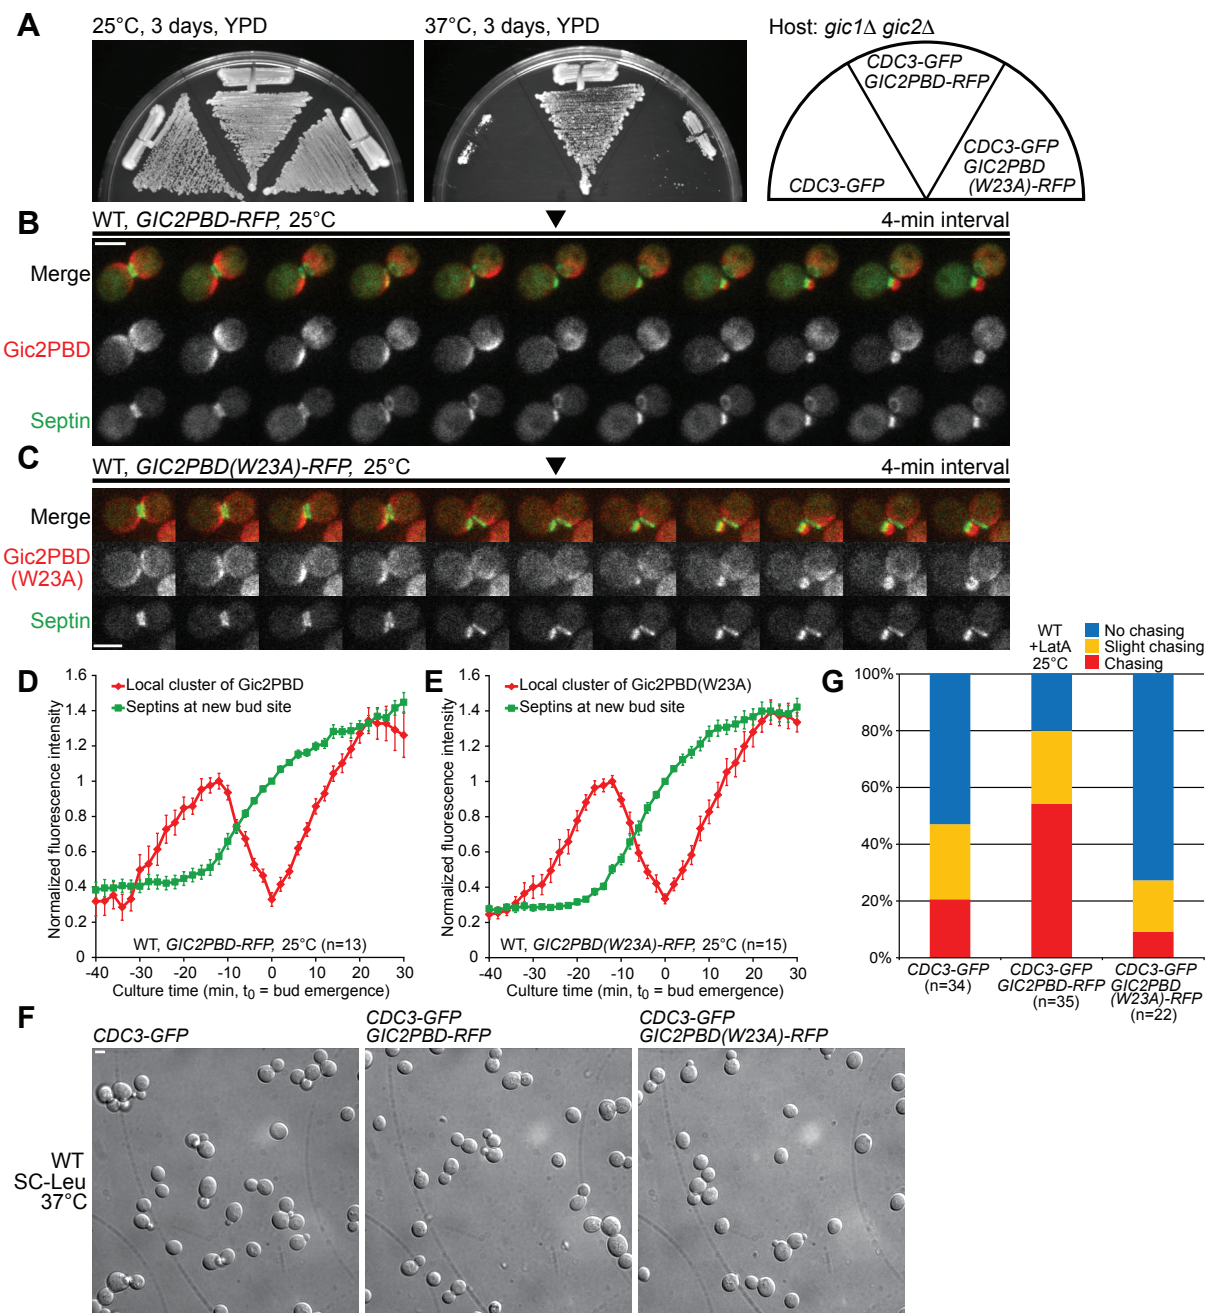 A
25°C, 3 days, YPD
37°C, 3 days, YPD
Host: gic1Δ gic2Δ
CDC3-GFP
GIC2PBD-RFP
CDC3-GFP
CDC3-GFP
GIC2PBD
(W23A)-RFP
B
WT, GIC2PBD-RFP, 25°C
4-min interval
Merge
Gic2PBD
Septin
C
WT, GIC2PBD(W23A)-RFP, 25°C
4-min interval
Merge
Gic2PBD
(W23A)
Septin
D
Normalized fluorescence intensity
1.6
1.4
1.2
1
0.8
0.6
0.4
0.2
0
Local cluster of Gic2PBD
Septins at new bud site
WT, GIC2PBD-RFP, 25°C (n=13)
-40 -30 -20 -10 0 10 20 30
Culture time (min, t0 = bud emergence)
E
Normalized fluorescence intensity
1.6
1.4
1.2
1
0.8
0.6
0.4
0.2
0
Local cluster of Gic2PBD(W23A)
Septins at new bud site
WT, GIC2PBD(W23A)-RFP, 25°C (n=15)
-40 -30 -20 -10 0 10 20 30
Culture time (min, t0 = bud emergence)
G
WT
+LatA
25°C
No chasing
Slight chasing
Chasing
100%
80%
60%
40%
20%
0%
CDC3-GFP
(n=34)
CDC3-GFP
GIC2PBD-RFP
(n=35)
CDC3-GFP
GIC2PBD
(W23A)-RFP
(n=22)
F
CDC3-GFP
CDC3-GFP
GIC2PBD-RFP
CDC3-GFP
GIC2PBD(W23A)-RFP
WT
SC-Leu
37°C